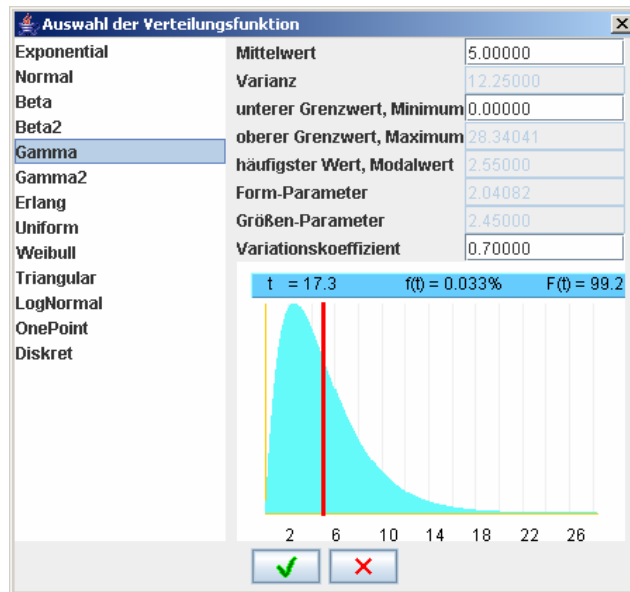 Auswahl der Verteilungsfunktion
Exponential
Normal
Beta
Beta2
Gamma
Gamma2
Erlang
Uniform
Weibull
Triangular
LogNormal
OnePoint
Diskret
Mittelwert 5.00000
Varianz 12.25000
unterer Grenzwert, Minimum 0.00000
oberer Grenzwert, Maximum 28.34041
häufigster Wert, Modalwert 2.55000
Form-Parameter 2.04082
Größen-Parameter 2.45000
Variationskoeffizient 0.70000
t = 17.3 f(t) = 0.033% F(t) = 99.2
2 6 10 14 18 22 26